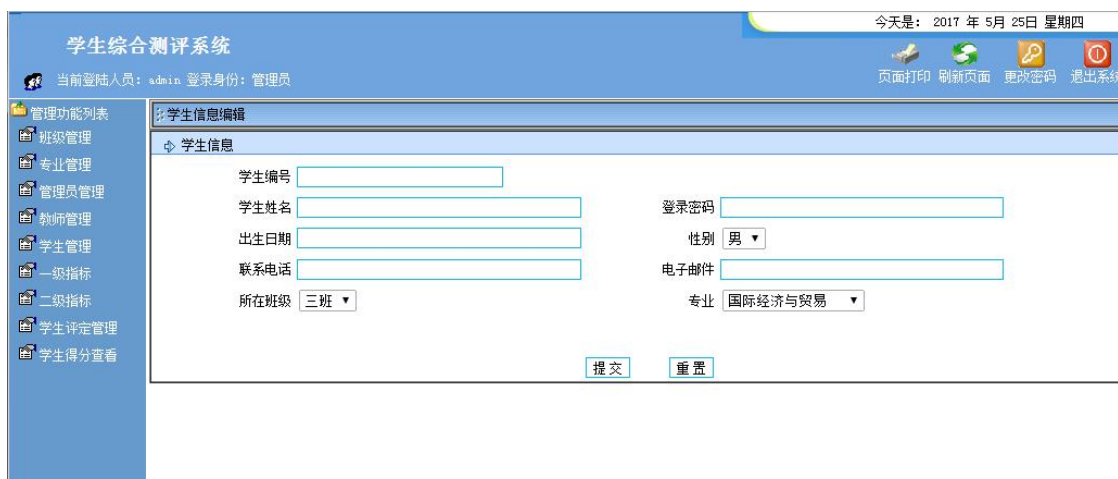 今天是： 2017 年 5月 25日 星期四
学生综合测评系统
页面打印 刷新页面 更改密码 退出系统
当前登陆人员：admin 登录身份：管理员
管理功能列表
班级管理
专业管理
管理员管理
教师管理
学生管理
一级指标
二级指标
学生评定管理
学生得分查看
学生信息编辑
学生信息
学生编号
学生姓名 登录密码
出生日期 性别 男
联系电话 电子邮件
所在班级 三班 专业 国际经济与贸易
提交 重置